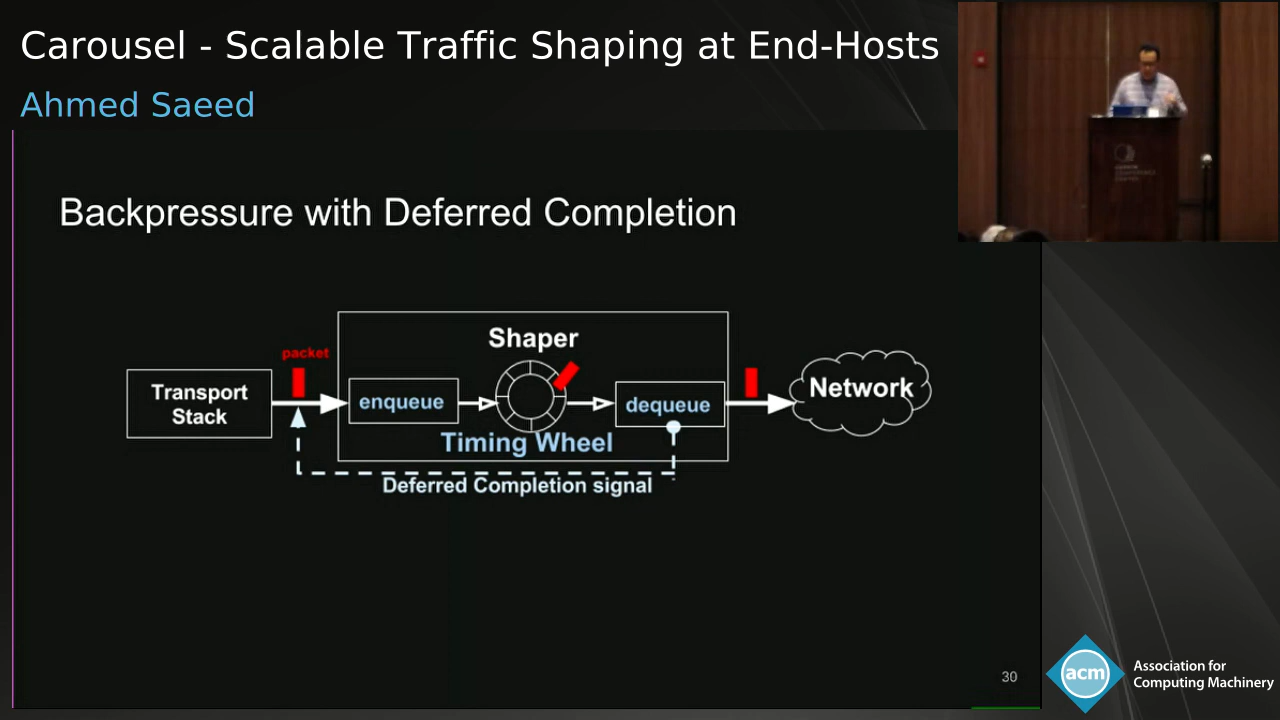 Carousel - Scalable Traffic Shaping at End-Hosts
Ahmed Saeed
Backpressure with Deferred Completion
Shaper
packet
Transport
Stack
enqueue
dequeue
Network
Timing Wheel
Deferred Completion signal
30
acm
Association for
Computing Machinery